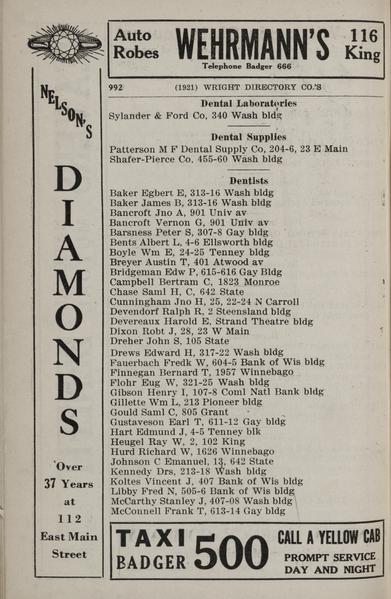 Auto Robes
WEHRMANN'S
116 King
Telephone Badger 666
NELSON'S
DIAMONDS
Over
37 Years
at
112
East Main
Street
992 (1921) WRIGHT DIRECTORY CO.'S
Dental Laboratories
Sylander & Ford Co, 340 Wash bldg
Dental Supplies
Patterson M F Dental Supply Co, 204-6, 23 E Main
Shafer-Pierce Co, 455-60 Wash bldg
Dentists
Baker Egbert E, 313-16 Wash bldg
Baker James B, 313-16 Wash bldg
Bancroft Jno A, 901 Univ av
Bancroft Vernon G, 901 Univ av
Barsness Peter S, 307-8 Gay bldg
Bents Albert L, 4-6 Ellsworth bldg
Boyle Wm E, 24-25 Tenney bldg
Breyer Austin T, 401 Atwood av
Bridgeman Edw P, 615-616 Gay Bldg
Campbell Bertram C, 1823 Monroe
Chase Saml H, C, 642 State
Cunningham Jno H, 25, 22-24 N Carroll
Devendorf Ralph R, 2 Steensland bldg
Devereaux Harold E, Strand Theatre bldg
Dixon Robt J, 28, 23 W Main
Dreher John S, 105 State
Drews Edward H, 317-22 Wash bldg
Fauerbach Fredk W, 604-5 Bank of Wis bldg
Finnegan Bernard T, 1957 Winnebago
Flohr Eug W, 321-25 Wash bldg
Gibson Henry I, 107-8 Coml Natl Bank bldg
Gillette Wm L, 213 Pioneer bldg
Gould Saml C, 805 Grant
Gustaveson Earl T, 611-12 Gay bldg
Hart Edmund J, 4-5 Tenney blk
Heugel Ray W, 2, 102 King
Hurd Richard W, 1626 Winnebago
Johnson C Emanuel, 13, 642 State
Kennedy Drs, 213-18 Wash bldg
Koltes Vincent J, 407 Bank of Wis bldg
Libby Fred N, 505-6 Bank of Wis bldg
McCarthy Stanley J, 407-08 Wash bldg
McConnell Frank T, 613-14 Gay bldg
TAXI
BADGER
500
CALL A YELLOW CAB
PROMPT SERVICE
DAY AND NIGHT